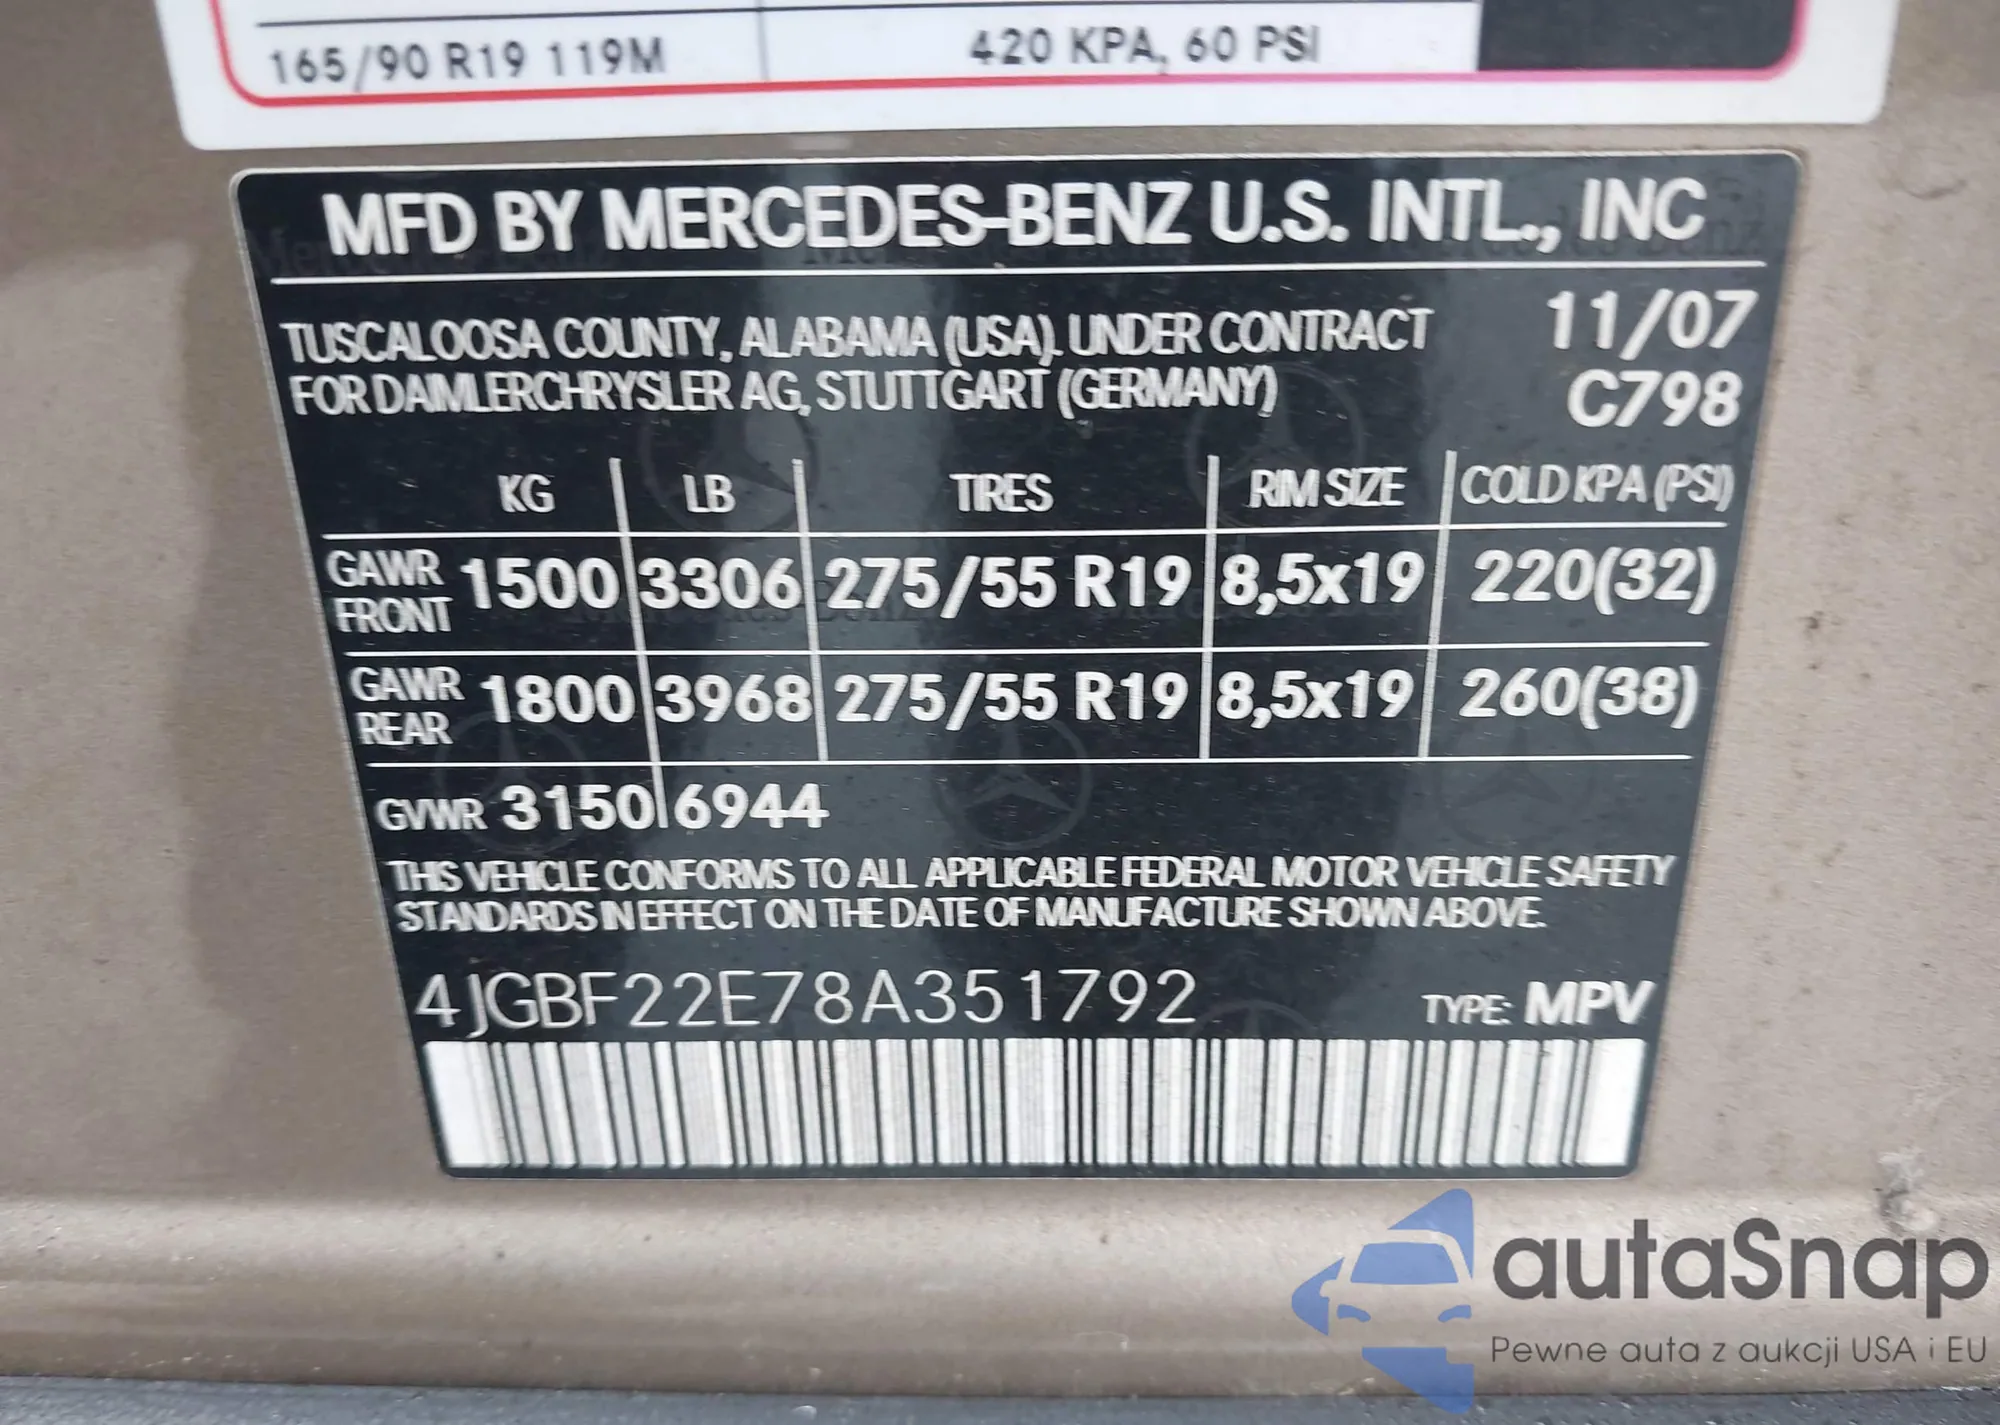 165/90 R19 119M 420 KPA, 60 PSI
MFD BY MERCEDES-BENZ U.S. INTL., INC
TUSCALOOSA COUNTY, ALABAMA (USA). UNDER CONTRACT 11/07
FOR DAIMLERCHRYSLER AG, STUTTGART (GERMANY) C798
KG LB TIRES RIM SIZE COLD KPA (PSI)
GAWR FRONT 1500 3306 275/55 R19 8,5x19 220(32)
GAWR REAR 1800 3968 275/55 R19 8,5x19 260(38)
GVWR 3150 6944
THIS VEHICLE CONFORMS TO ALL APPLICABLE FEDERAL MOTOR VEHICLE SAFETY
STANDARDS IN EFFECT ON THE DATE OF MANUFACTURE SHOWN ABOVE.
4JGBF22E78A351792 TYPE: MPV
autaSnap
Pewne auta z aukcji USA i EU